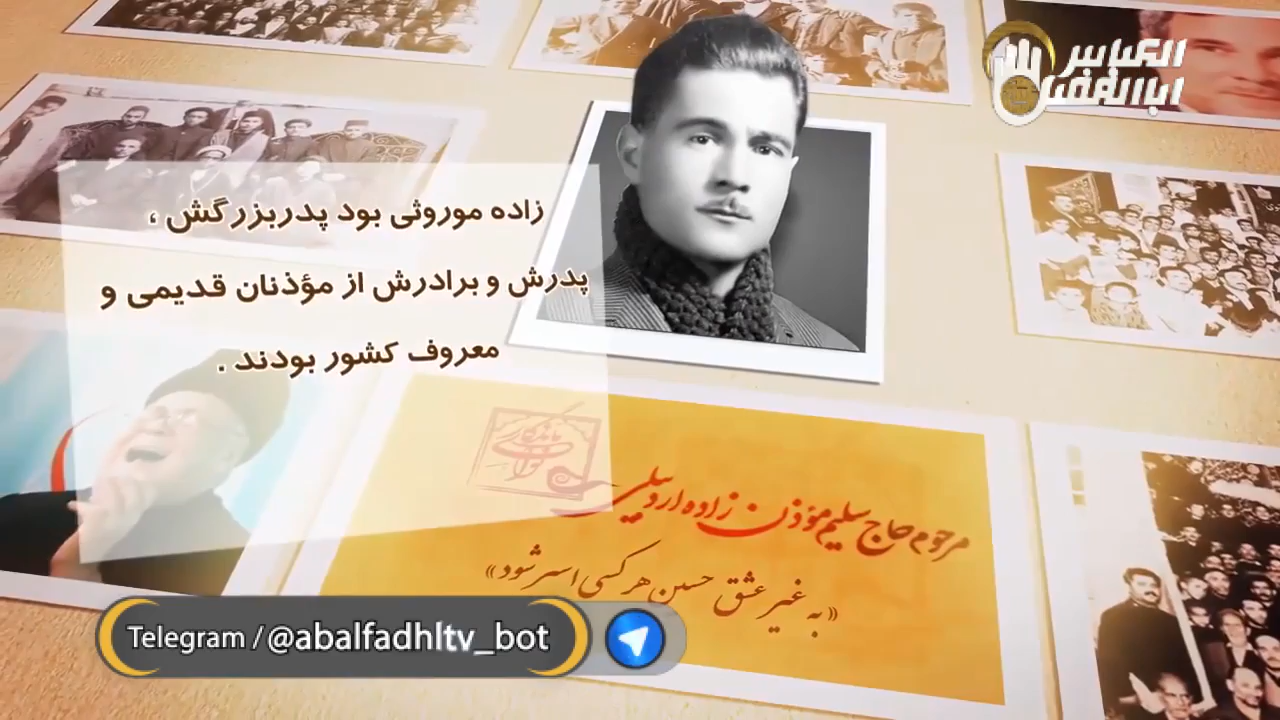 العباس
اباالفضل
زاده موروثی بود پدربزرگش ،
پدرش و برادرش از مؤذنان قدیمی و
معروف کشور بودند .
مرحوم حاج سلیم مؤذن زاده اردبیلی
«به غیر عشق حسین هر کسی اسیر شود»
Telegram / @abalfadhltv_bot